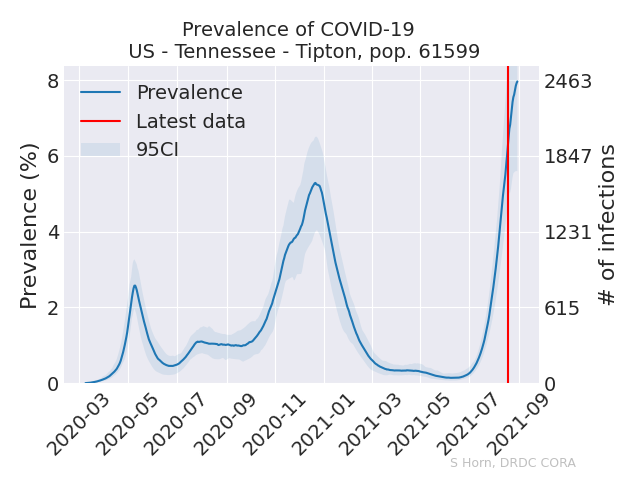 Prevalence of COVID-19
US - Tennessee - Tipton, pop. 61599
Prevalence
Latest data
95CI
Prevalence (%)
8
6
4
2
0
2463
1847
1231
615
0
# of infections
2020-03
2020-05
2020-07
2020-09
2020-11
2021-01
2021-03
2021-05
2021-07
2021-09
S Horn, DRDC CORA